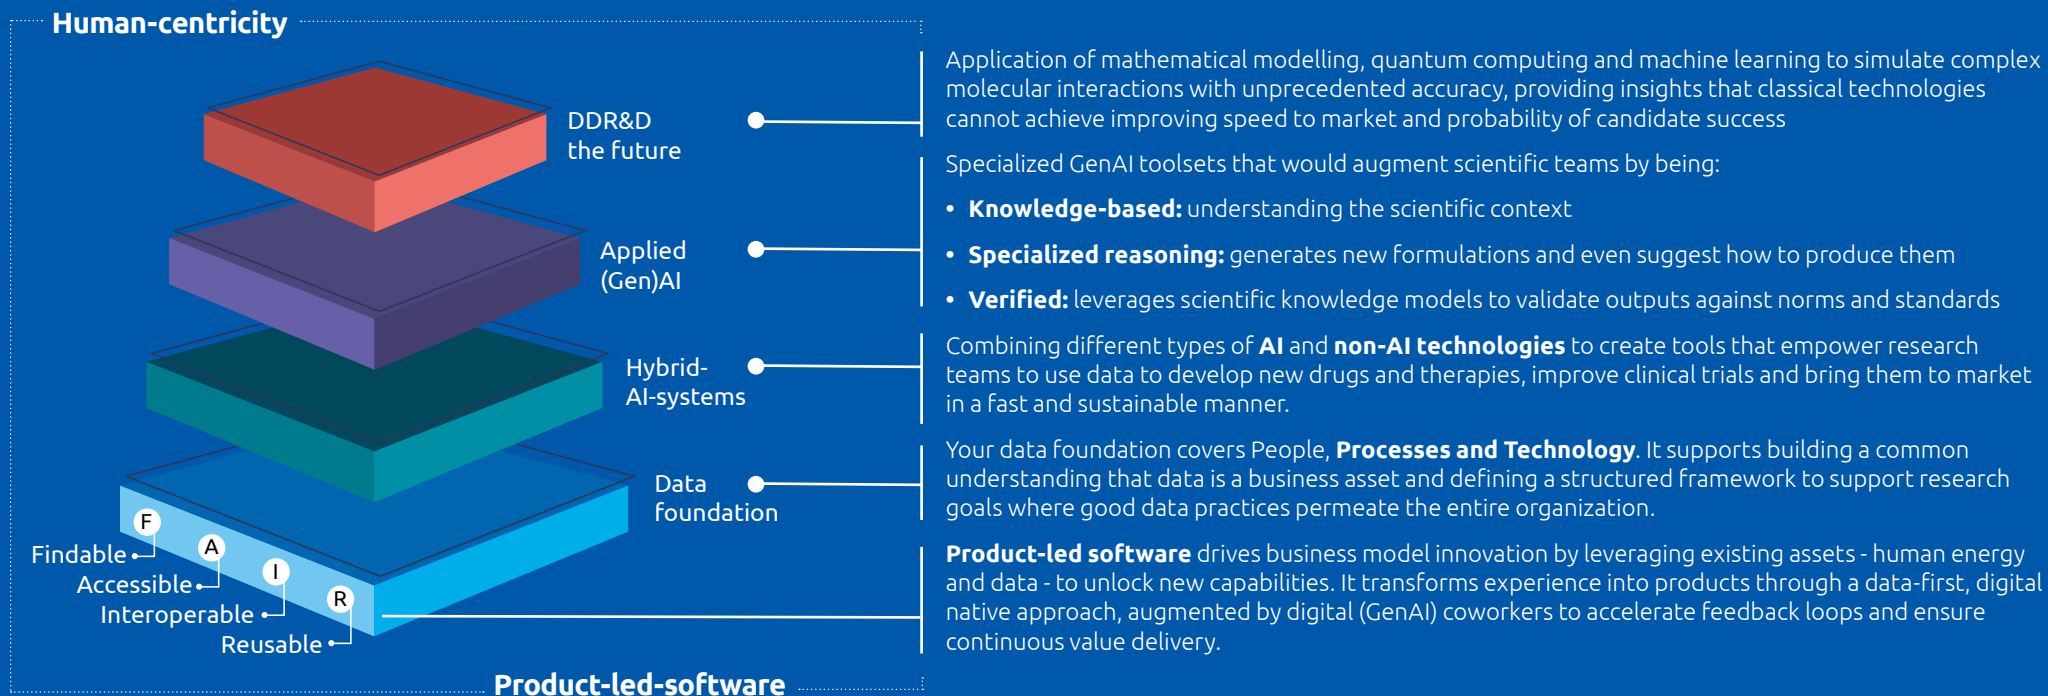 Human-centricity
DDR&D
the future
Application of mathematical modelling, quantum computing and machine learning to simulate complex
molecular interactions with unprecedented accuracy, providing insights that classical technologies
cannot achieve improving speed to market and probability of candidate success
Applied
(Gen)AI
Specialized GenAI toolsets that would augment scientific teams by being:
• Knowledge-based: understanding the scientific context
• Specialized reasoning: generates new formulations and even suggest how to produce them
• Verified: leverages scientific knowledge models to validate outputs against norms and standards
Hybrid-
AI-systems
Combining different types of AI and non-AI technologies to create tools that empower research
teams to use data to develop new drugs and therapies, improve clinical trials and bring them to market
in a fast and sustainable manner.
Data
foundation
Your data foundation covers People, Processes and Technology. It supports building a common
understanding that data is a business asset and defining a structured framework to support research
goals where good data practices permeate the entire organization.
F
A
I
R
Findable
Accessible
Interoperable
Reusable
Product-led software drives business model innovation by leveraging existing assets - human energy
and data - to unlock new capabilities. It transforms experience into products through a data-first, digital
native approach, augmented by digital (GenAI) coworkers to accelerate feedback loops and ensure
continuous value delivery.
Product-led-software